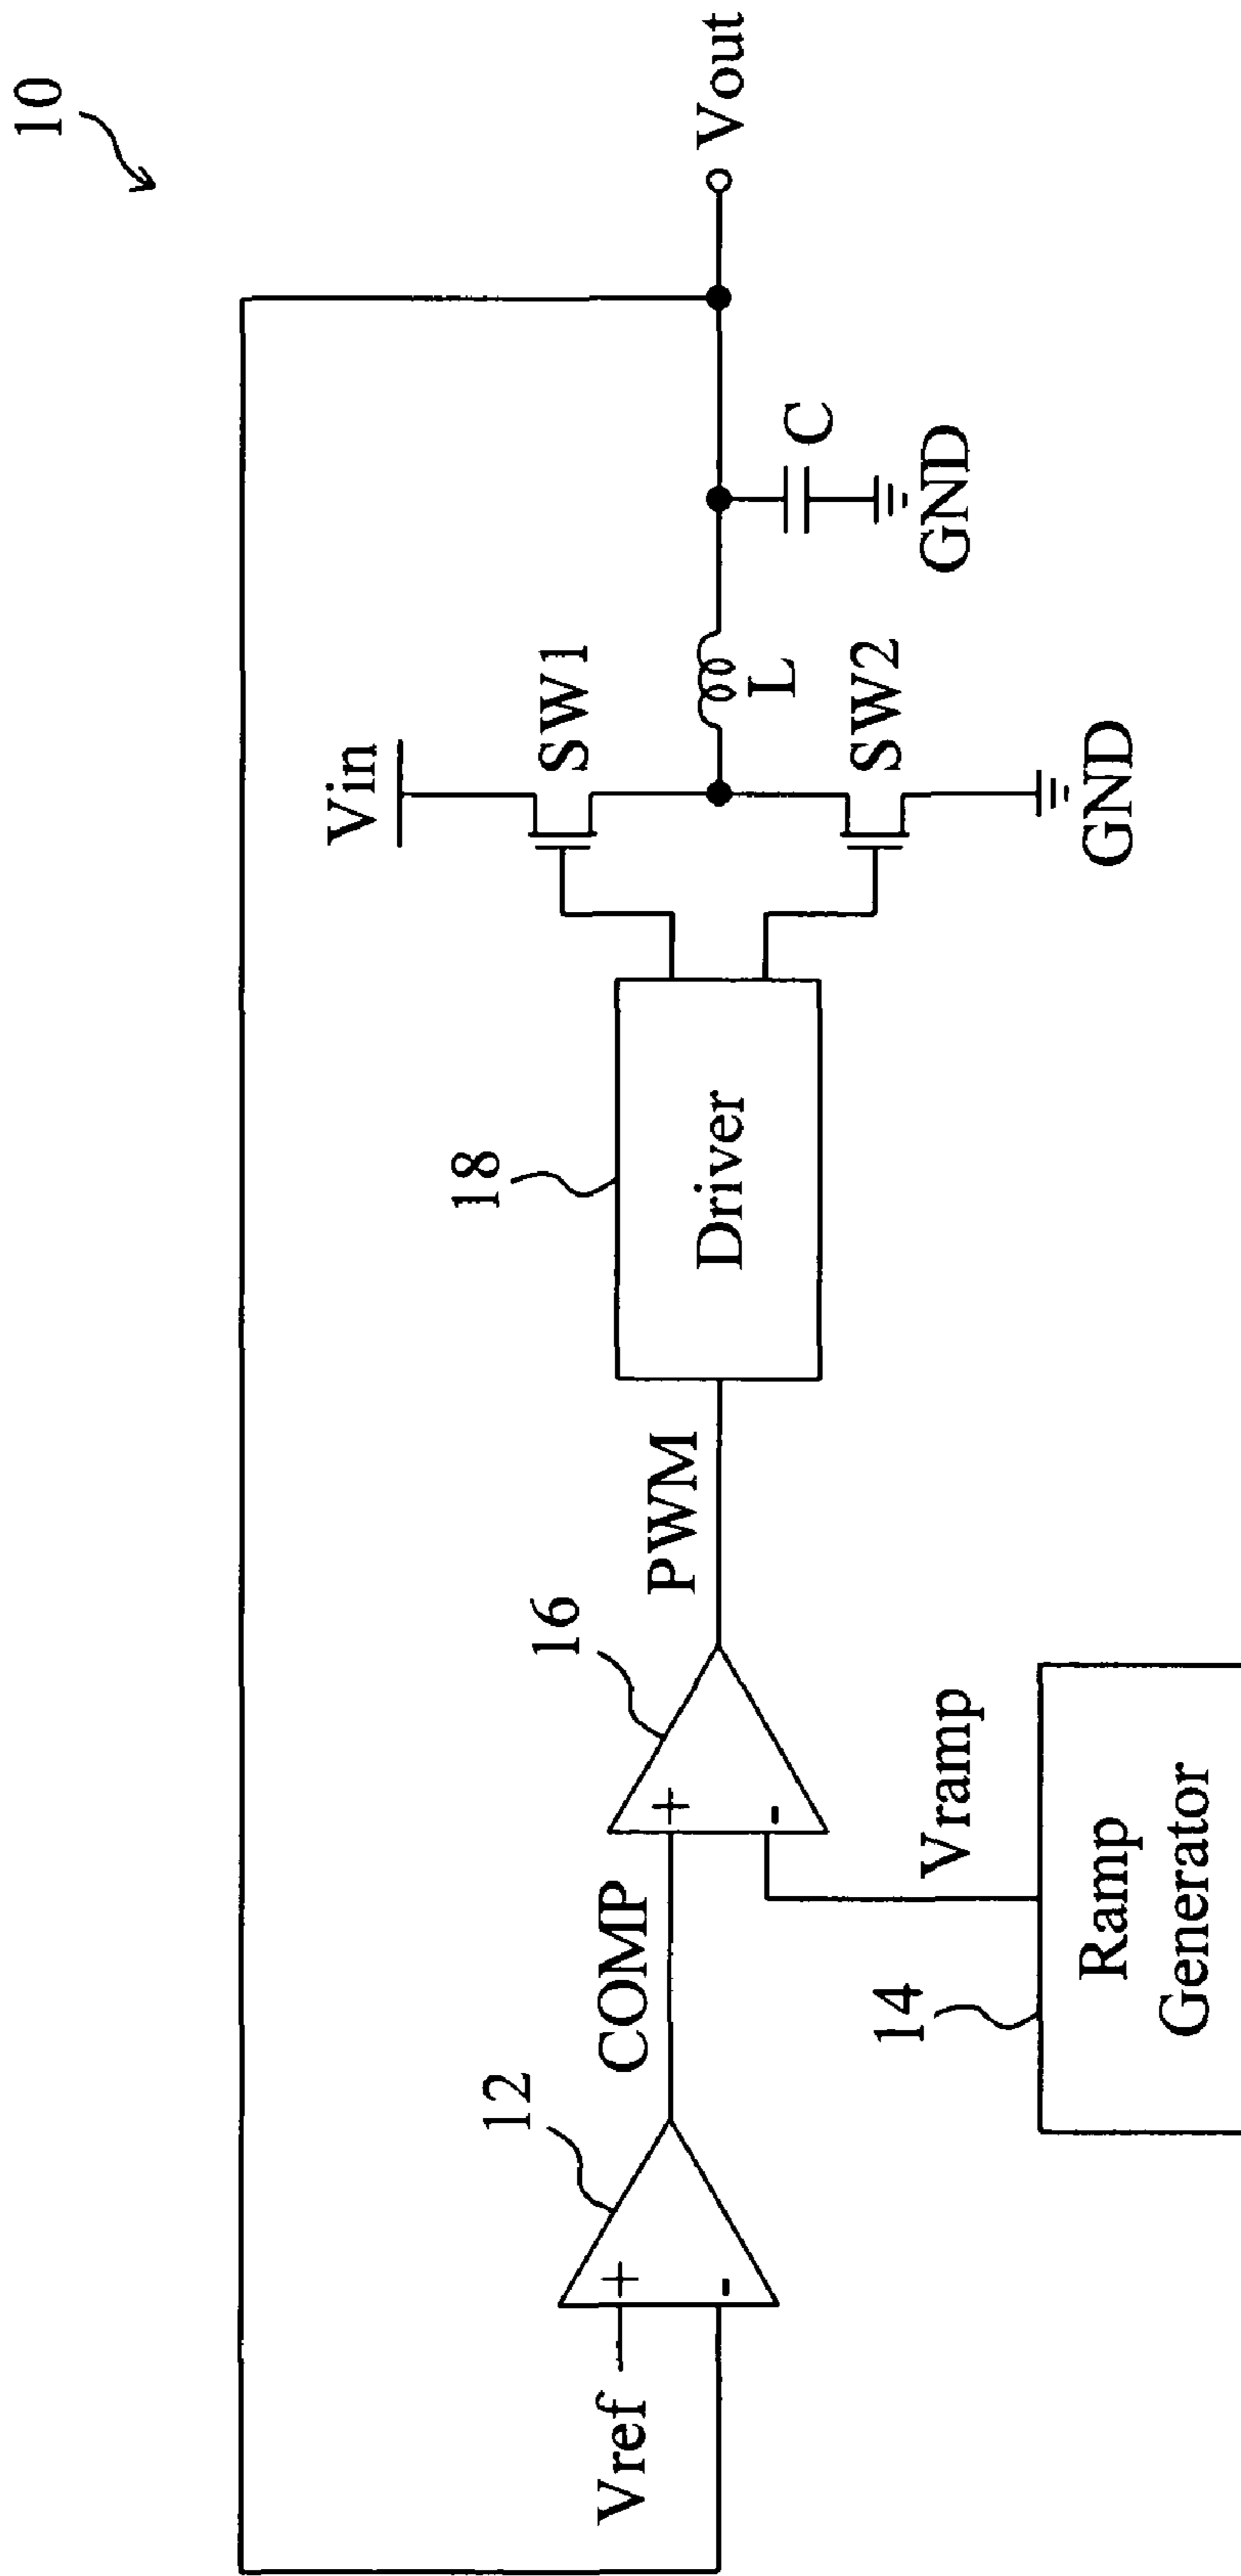 10
Vin
SW1
18
Vout
16
PWM
Driver
L
C
12
COMP
SW2
GND
Vref
Vramp
GND
14
Ramp
Generator
+
-
+
-